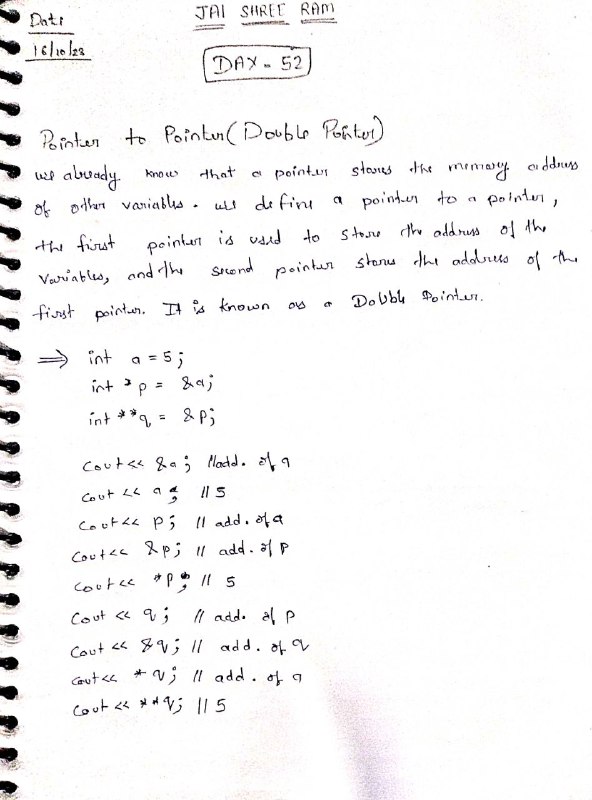 Date
JAI SHREE RAM
16/10/23
DAY - 52
Pointer to Pointer (Double Pointer)
we already know that a pointer stores the memory address
of other variables. we define a pointer to a pointer,
the first pointer is used to store the address of the
variables, and the second pointer stores the address of the
first pointer. It is known as a Double Pointer.
⇒ int a = 5;
int *p = &a;
int **q = &p;
cout << &a; //add. of a
cout << a; // 5
cout << p; // add. of a
cout << &p; // add. of p
cout << *p; // 5
cout << q; // add. of p
cout << &q; // add. of q
cout << *q; // add. of a
cout << **q; // 5